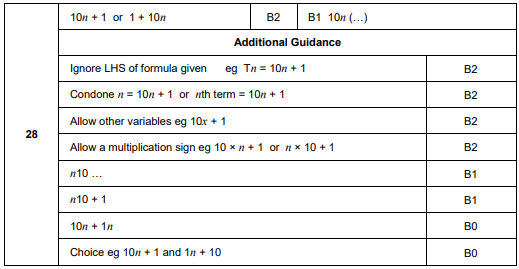 10n + 1 or 1 + 10n B2 B1 10n (…)
Additional Guidance
Ignore LHS of formula given eg Tn = 10n + 1 B2
Condone n = 10n + 1 or nth term = 10n + 1 B2
Allow other variables eg 10x + 1 B2
28
Allow a multiplication sign eg 10 × n + 1 or n × 10 + 1 B2
n10 … B1
n10 + 1 B1
10n + 1n B0
Choice eg 10n + 1 and 1n + 10 B0